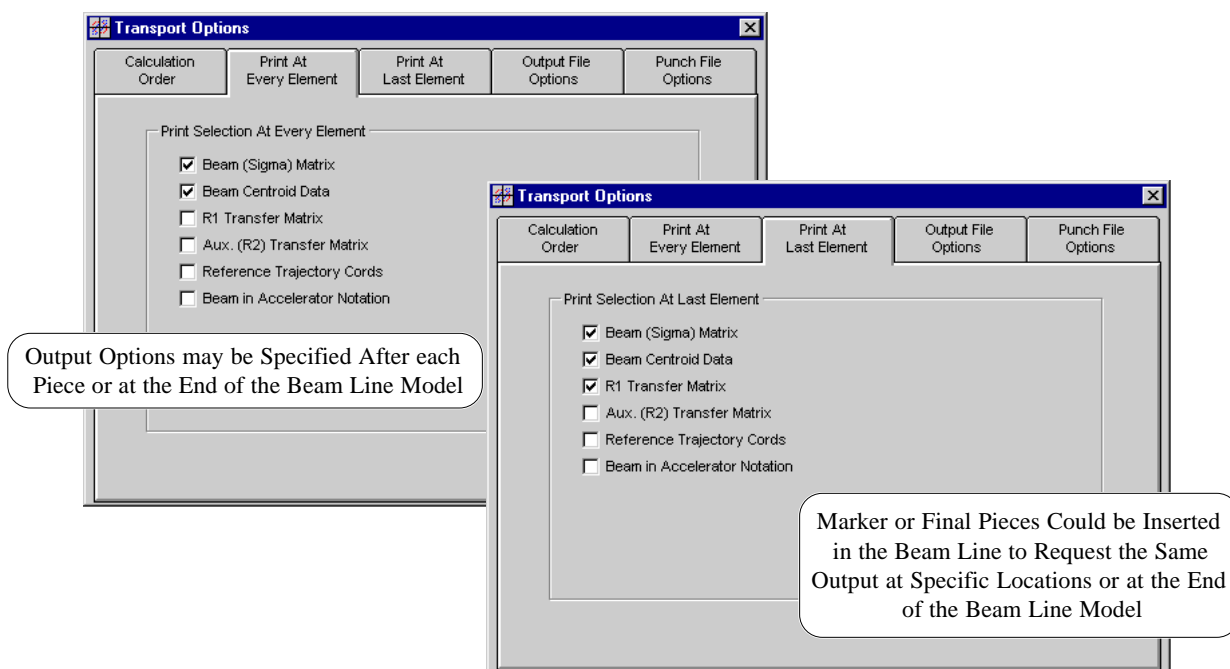 Transport Options
Calculation Order
Print At Every Element
Print At Last Element
Output File Options
Punch File Options
Print Selection At Every Element
Beam (Sigma) Matrix
Beam Centroid Data
R1 Transfer Matrix
Aux. (R2) Transfer Matrix
Reference Trajectory Cords
Beam in Accelerator Notation
Output Options may be Specified After each
Piece or at the End of the Beam Line Model
Transport Options
Calculation Order
Print At Every Element
Print At Last Element
Output File Options
Punch File Options
Print Selection At Last Element
Beam (Sigma) Matrix
Beam Centroid Data
R1 Transfer Matrix
Aux. (R2) Transfer Matrix
Reference Trajectory Cords
Beam in Accelerator Notation
Marker or Final Pieces Could be Inserted
in the Beam Line to Request the Same
Output at Specific Locations or at the End
of the Beam Line Model